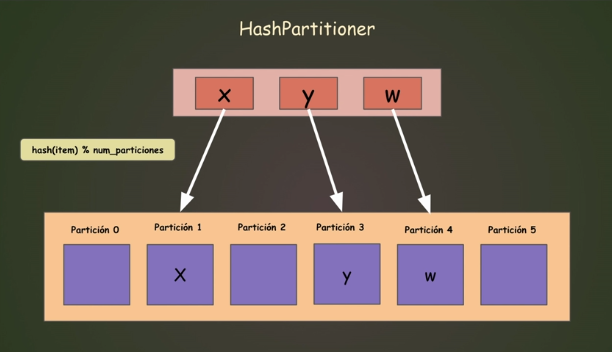 HashPartitioner
x y w
hash(item) % num_particiones
Partición 0 Partición 1 Partición 2 Partición 3 Partición 4 Partición 5
X y w